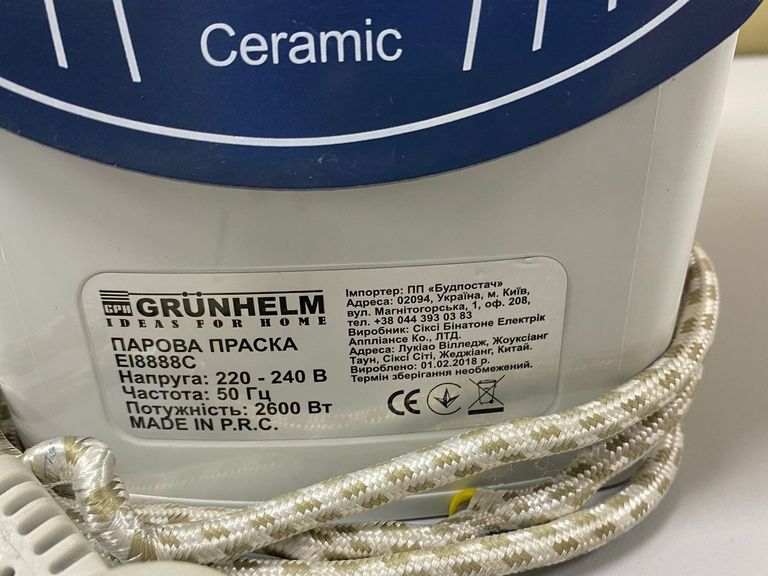 Ceramic
GRÜNHELM
IDEAS FOR HOME
ПАРОВА ПРАСКА
EI8888C
Напруга: 220 - 240 В
Частота: 50 Гц
Потужність: 2600 Вт
MADE IN P.R.C.
Імпортер: ПП «Будпостач»
Адреса: 02094, Україна, м. Київ,
вул. Магнітогорська, 1, оф. 208,
тел. +38 044 393 03 83
Виробник: Сіксі Бінатоне Електрік
Аппліансе Ко., ЛТД.
Адреса: Лукіао Вілледж, Жоуксіанг
Таун, Сіксі Сіті, Жеджіанг, Китай.
Вироблено: 01.02.2018 р.
Термін зберігання необмежений.
CE